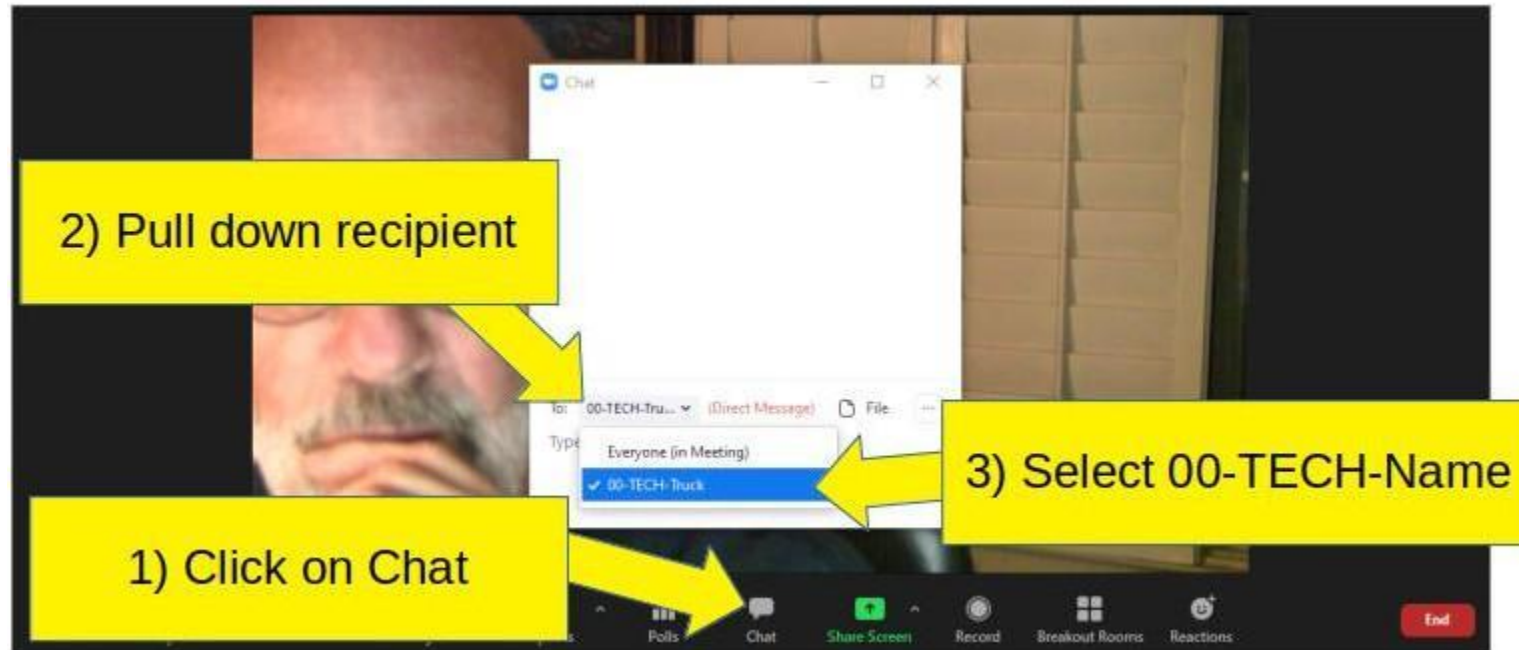 Chat
2) Pull down recipient
To: 00-TECH-Tru... (Direct Message) File ...
Type
Everyone (in Meeting)
00-TECH-Truck
3) Select 00-TECH-Name
1) Click on Chat
Polls Chat Share Screen Record Breakout Rooms Reactions End